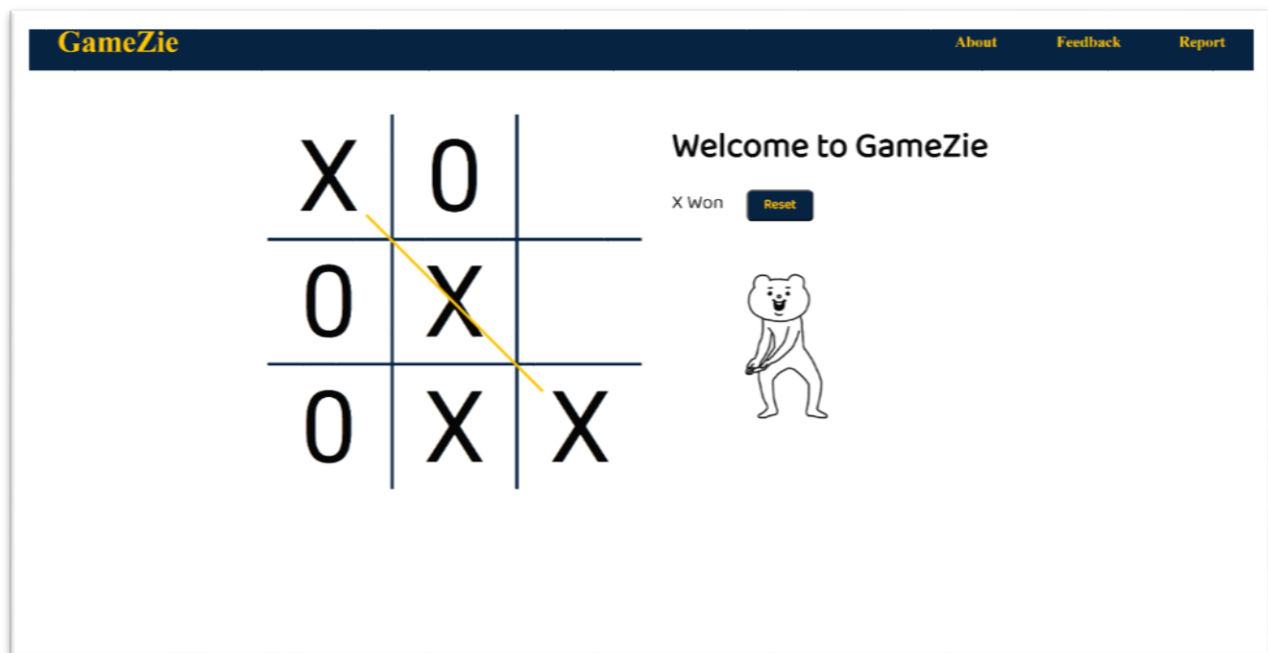 GameZie About Feedback Report
X 0
0 X
0 X X
Welcome to GameZie
X Won Reset